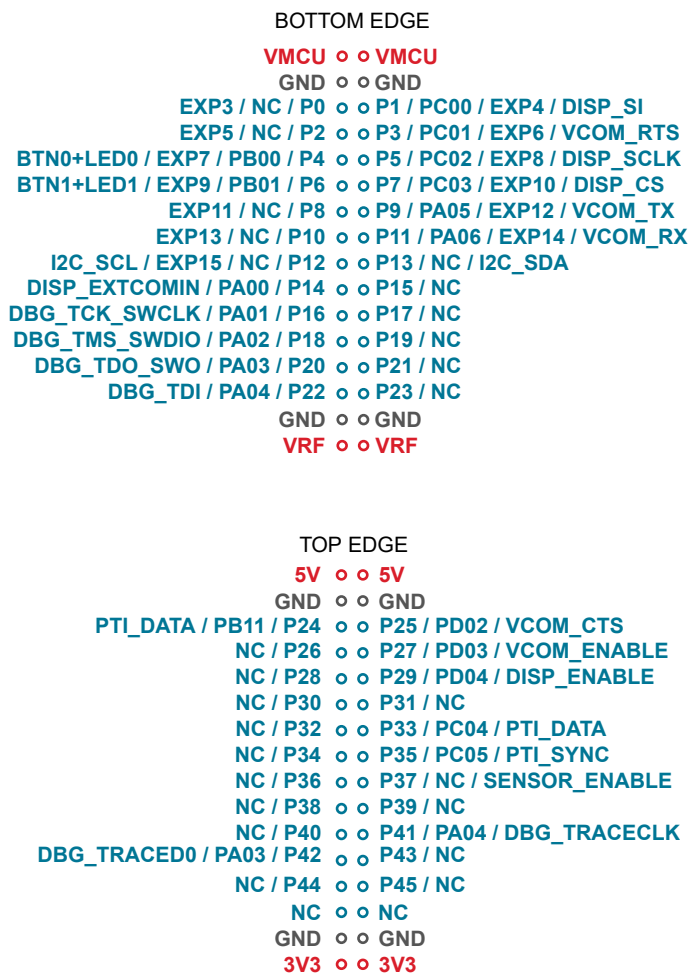 BOTTOM EDGE
VMCU VMCU
GND GND
EXP3 / NC / P0 P1 / PC00 / EXP4 / DISP_SI
EXP5 / NC / P2 P3 / PC01 / EXP6 / VCOM_RTS
BTN0+LED0 / EXP7 / PB00 / P4 P5 / PC02 / EXP8 / DISP_SCLK
BTN1+LED1 / EXP9 / PB01 / P6 P7 / PC03 / EXP10 / DISP_CS
EXP11 / NC / P8 P9 / PA05 / EXP12 / VCOM_TX
EXP13 / NC / P10 P11 / PA06 / EXP14 / VCOM_RX
I2C_SCL / EXP15 / NC / P12 P13 / NC / I2C_SDA
DISP_EXTCOMIN / PA00 / P14 P15 / NC
DBG_TCK_SWCLK / PA01 / P16 P17 / NC
DBG_TMS_SWDIO / PA02 / P18 P19 / NC
DBG_TDO_SWO / PA03 / P20 P21 / NC
DBG_TDI / PA04 / P22 P23 / NC
GND GND
VRF VRF
TOP EDGE
5V 5V
GND GND
PTI_DATA / PB11 / P24 P25 / PD02 / VCOM_CTS
NC / P26 P27 / PD03 / VCOM_ENABLE
NC / P28 P29 / PD04 / DISP_ENABLE
NC / P30 P31 / NC
NC / P32 P33 / PC04 / PTI_DATA
NC / P34 P35 / PC05 / PTI_SYNC
NC / P36 P37 / NC / SENSOR_ENABLE
NC / P38 P39 / NC
NC / P40 P41 / PA04 / DBG_TRACECLK
DBG_TRACED0 / PA03 / P42 P43 / NC
NC / P44 P45 / NC
NC NC
GND GND
3V3 3V3